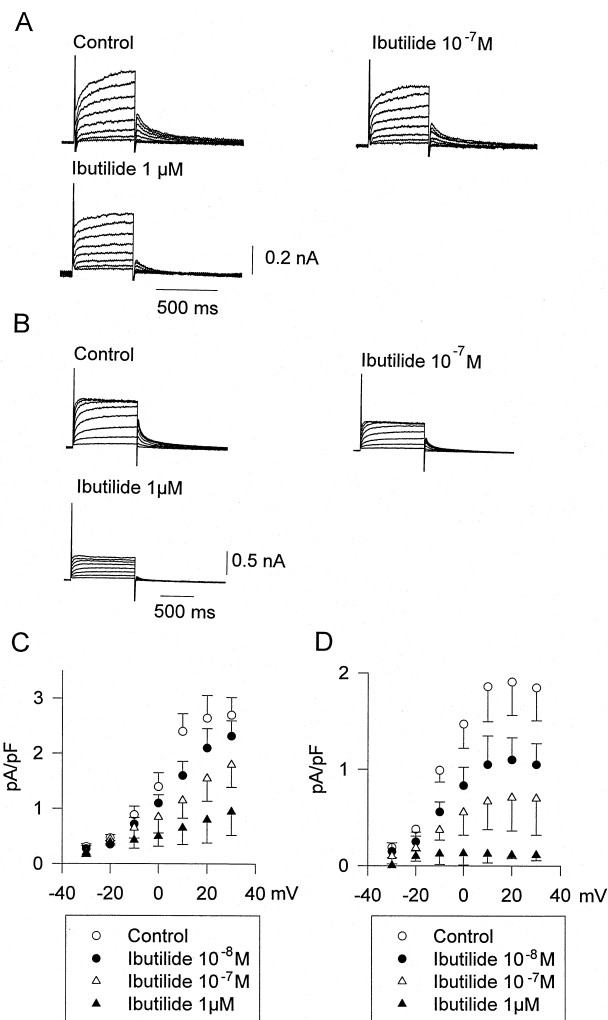 A
Control
Ibutilide 10⁻⁷M
Ibutilide 1 µM
0.2 nA
500 ms
B
Control
Ibutilide 10⁻⁷M
Ibutilide 1µM
0.5 nA
500 ms
C
pA/pF
3
2
1
0
-40 -20 0 20 40 mV
Control
Ibutilide 10⁻⁸M
Ibutilide 10⁻⁷M
Ibutilide 1µM
D
pA/pF
2
1
0
-40 -20 0 20 40 mV
Control
Ibutilide 10⁻⁸M
Ibutilide 10⁻⁷M
Ibutilide 1µM